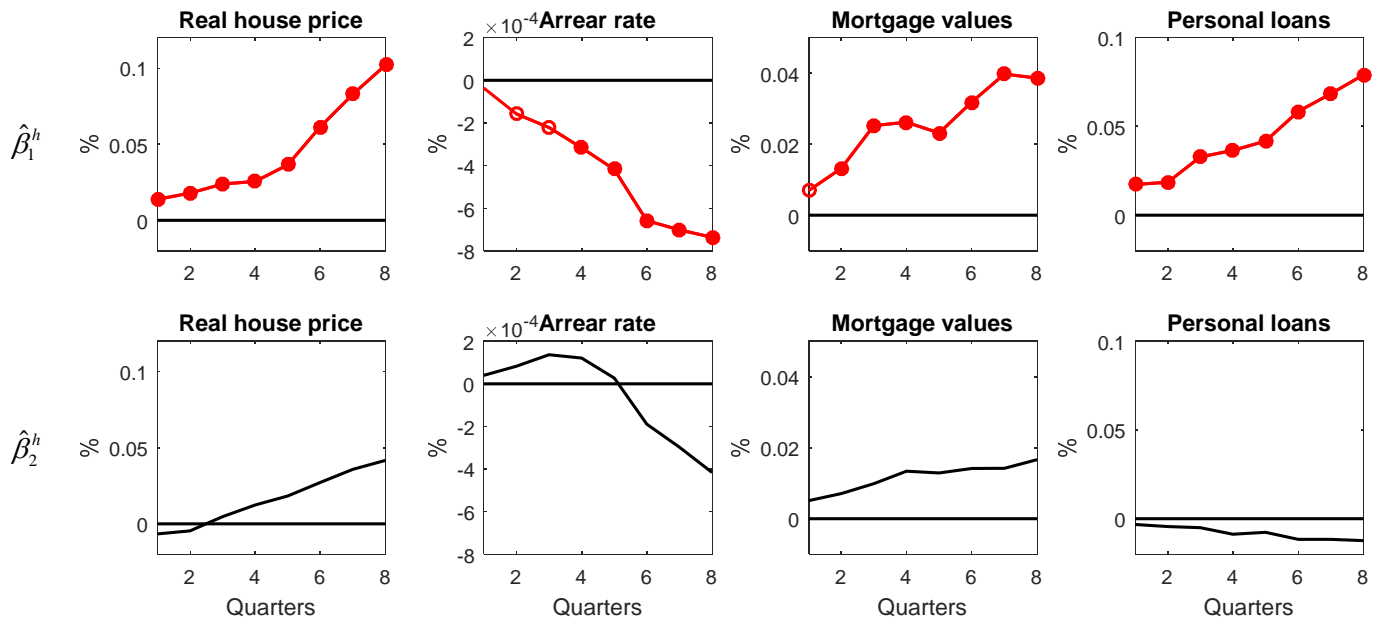 Real house price
0.1
0.05
0
%
2 4 6 8
×10⁻⁴ Arrear rate
2
0
-2
-4
-6
-8
%
2 4 6 8
Mortgage values
0.04
0.02
0
%
2 4 6 8
Personal loans
0.1
0.05
0
%
2 4 6 8
β̂₁ʰ
Real house price
0.1
0.05
0
%
2 4 6 8
Quarters
×10⁻⁴ Arrear rate
2
0
-2
-4
-6
-8
%
2 4 6 8
Quarters
Mortgage values
0.04
0.02
0
%
2 4 6 8
Quarters
Personal loans
0.1
0.05
0
%
2 4 6 8
Quarters
β̂₂ʰ